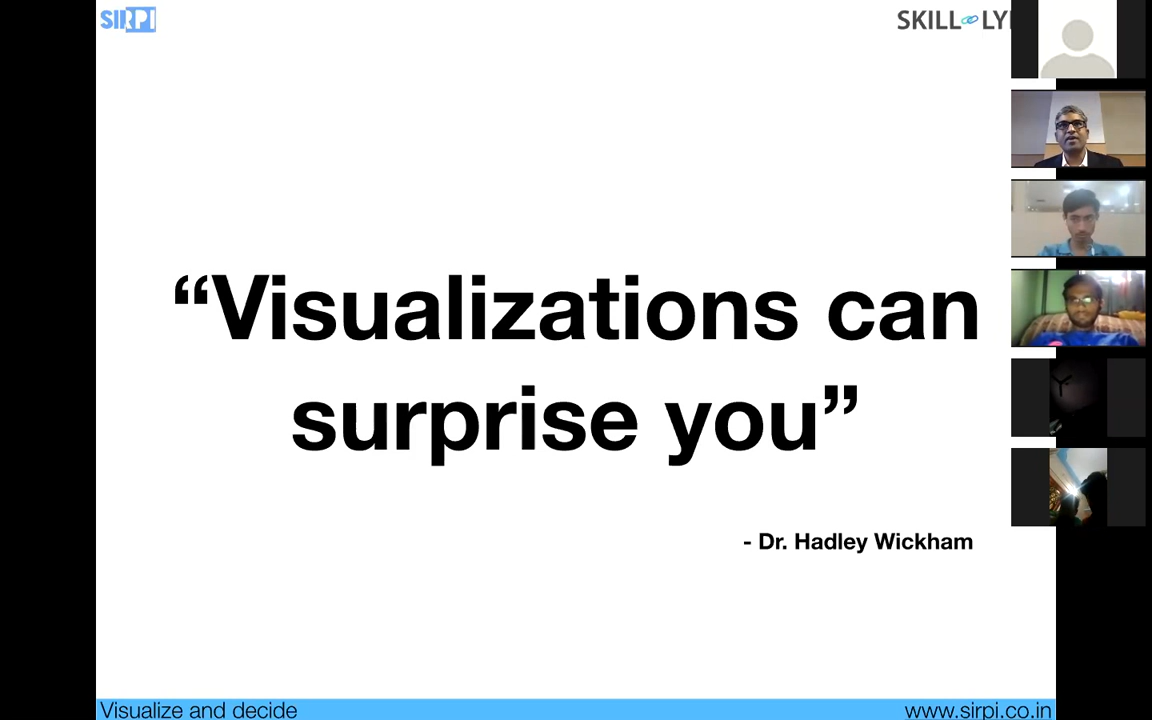 SIRPI
SKILL LY
“Visualizations can
surprise you”
- Dr. Hadley Wickham
Visualize and decide
www.sirpi.co.in